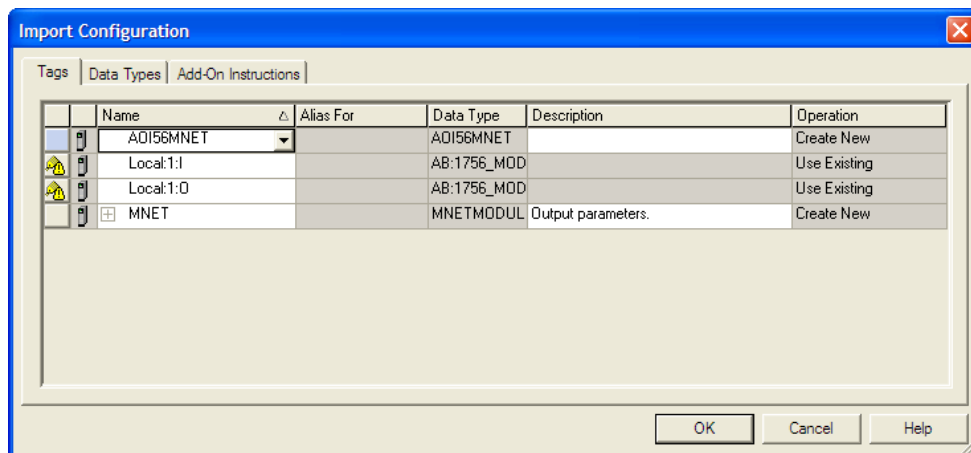 Import Configuration
Tags Data Types Add-On Instructions
Name Alias For Data Type Description Operation
AOI56MNET AOI56MNET Create New
Local:1:I AB:1756_MOD Use Existing
Local:1:O AB:1756_MOD Use Existing
MNET MNETMODUL Output parameters. Create New
OK Cancel Help